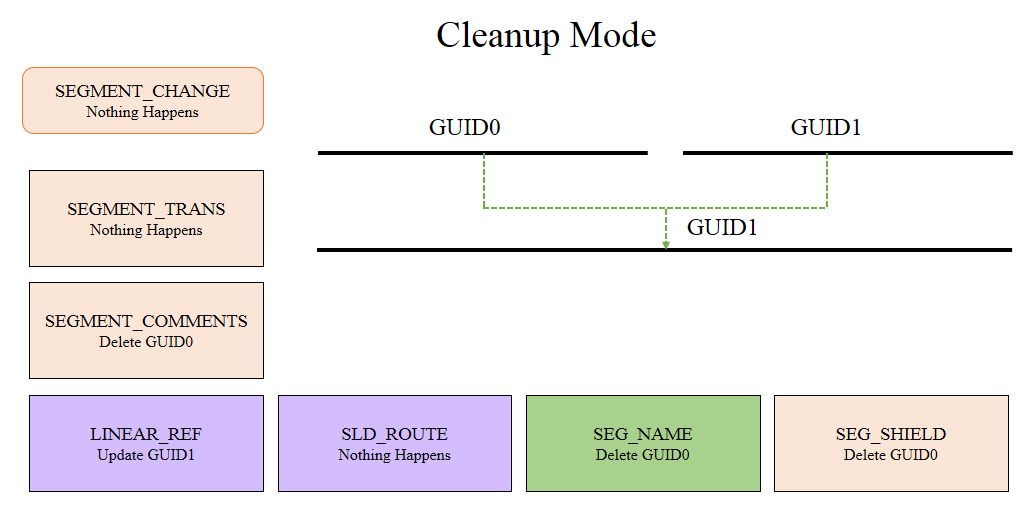 Cleanup Mode
SEGMENT_CHANGE
Nothing Happens
GUID0
GUID1
SEGMENT_TRANS
Nothing Happens
GUID1
SEGMENT_COMMENTS
Delete GUID0
LINEAR_REF
Update GUID1
SLD_ROUTE
Nothing Happens
SEG_NAME
Delete GUID0
SEG_SHIELD
Delete GUID0